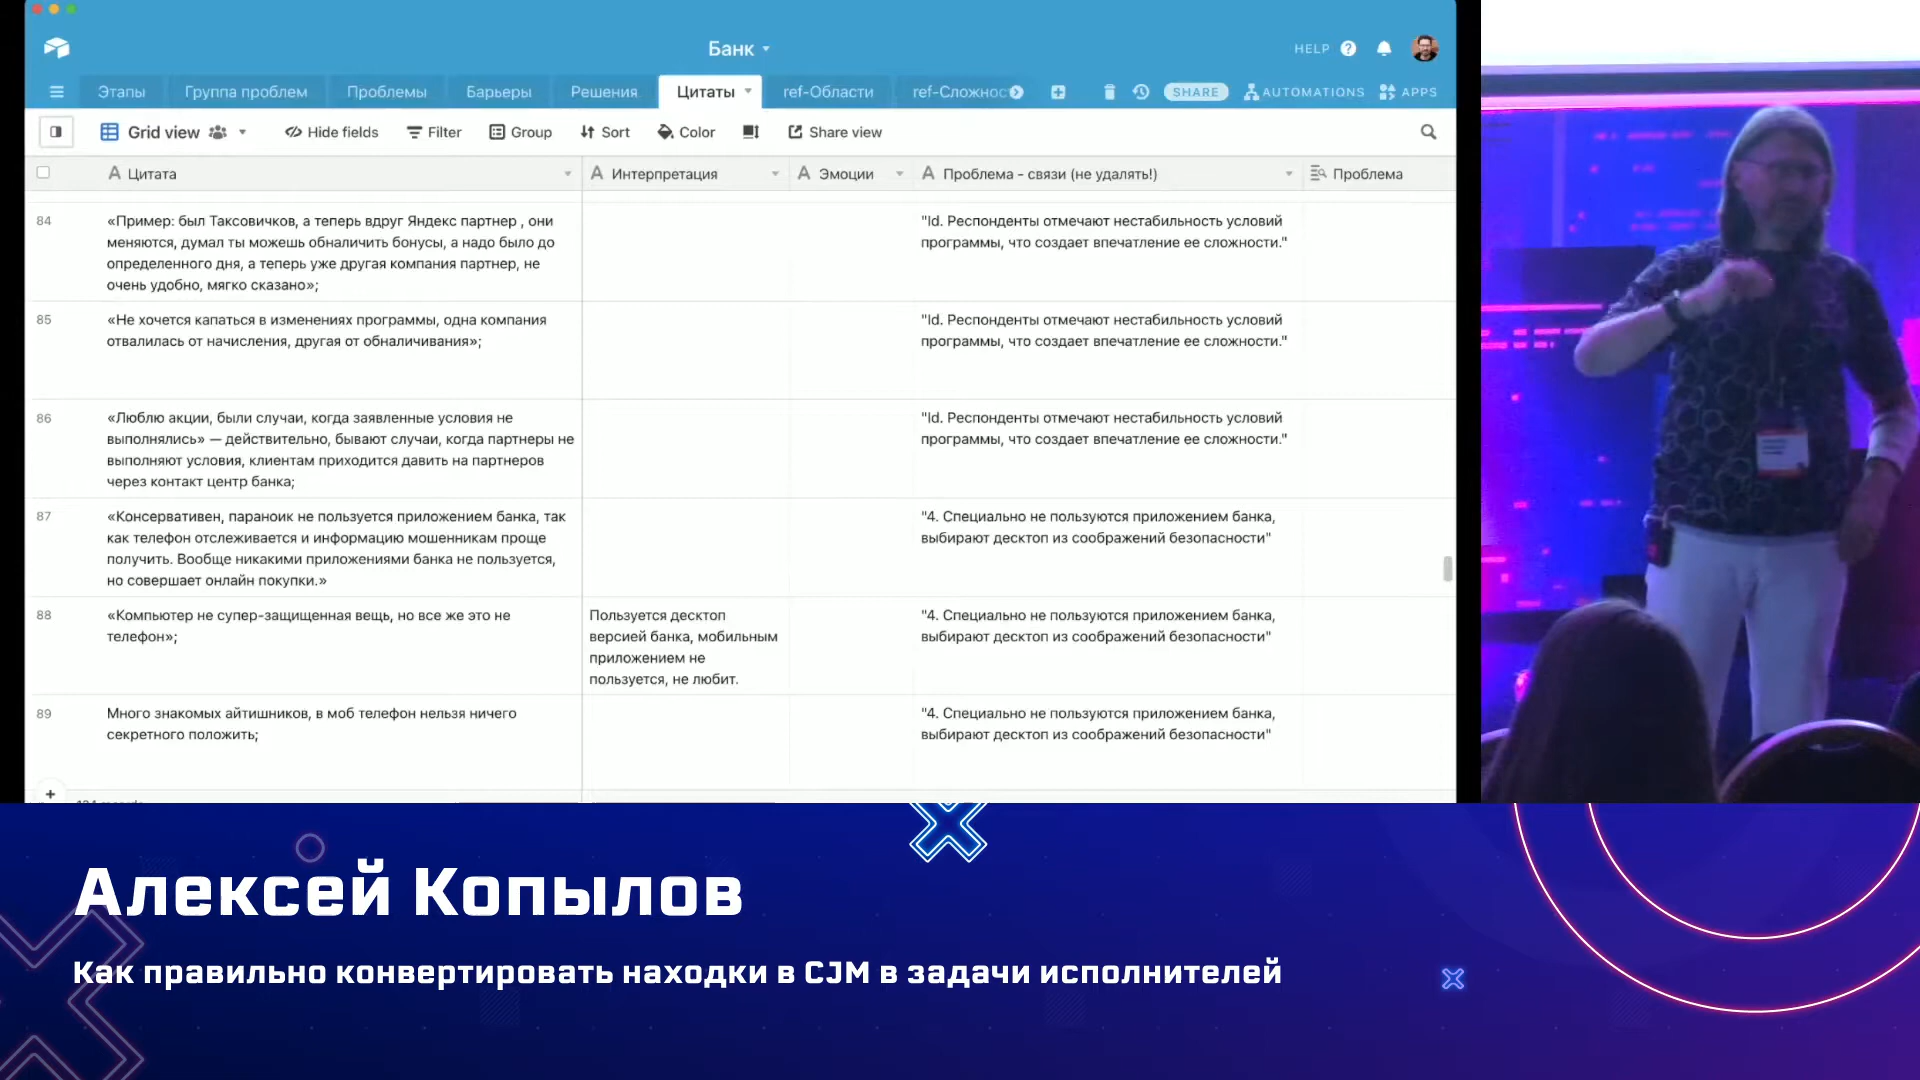 Банк
HELP
Этапы
Группа проблем
Проблемы
Барьеры
Решения
Цитаты
ref-Области
ref-Сложнос
SHARE
AUTOMATIONS
APPS
Grid view
Hide fields
Filter
Group
Sort
Color
Share view
Цитата
Интерпретация
Эмоции
Проблема - связи (не удалять!)
Проблема
84
«Пример: был Таксовичков, а теперь вдруг Яндекс партнер , они
меняются, думал ты можешь обналичить бонусы, а надо было до
определенного дня, а теперь уже другая компания партнер, не
очень удобно, мягко сказано»;
"Id. Респонденты отмечают нестабильность условий
программы, что создает впечатление ее сложности."
85
«Не хочется капаться в изменениях программы, одна компания
отвалилась от начисления, другая от обналичивания»;
"Id. Респонденты отмечают нестабильность условий
программы, что создает впечатление ее сложности."
86
«Люблю акции, были случаи, когда заявленные условия не
выполнялись» — действительно, бывают случаи, когда партнеры не
выполняют условия, клиентам приходится давить на партнеров
через контакт центр банка;
"Id. Респонденты отмечают нестабильность условий
программы, что создает впечатление ее сложности."
87
«Консервативен, параноик не пользуется приложением банка, так
как телефон отслеживается и информацию мошенникам проще
получить. Вообще никакими приложениями банка не пользуется,
но совершает онлайн покупки.»
"4. Специально не пользуются приложением банка,
выбирают десктоп из соображений безопасности"
88
«Компьютер не супер-защищенная вещь, но все же это не
телефон»;
Пользуется десктоп
версией банка, мобильным
приложением не
пользуется, не любит.
"4. Специально не пользуются приложением банка,
выбирают десктоп из соображений безопасности"
89
Много знакомых айтишников, в моб телефон нельзя ничего
секретного положить;
"4. Специально не пользуются приложением банка,
выбирают десктоп из соображений безопасности"
Алексей Копылов
Как правильно конвертировать находки в CJM в задачи исполнителей